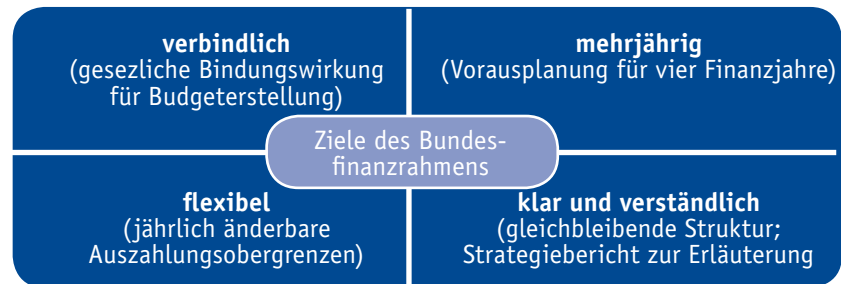 verbindlich
(gesezliche Bindungswirkung
für Budgeterstellung)
mehrjährig
(Vorausplanung für vier Finanzjahre)
Ziele des Bundes-
finanzrahmens
flexibel
(jährlich änderbare
Auszahlungsobergrenzen)
klar und verständlich
(gleichbleibende Struktur;
Strategiebericht zur Erläuterung